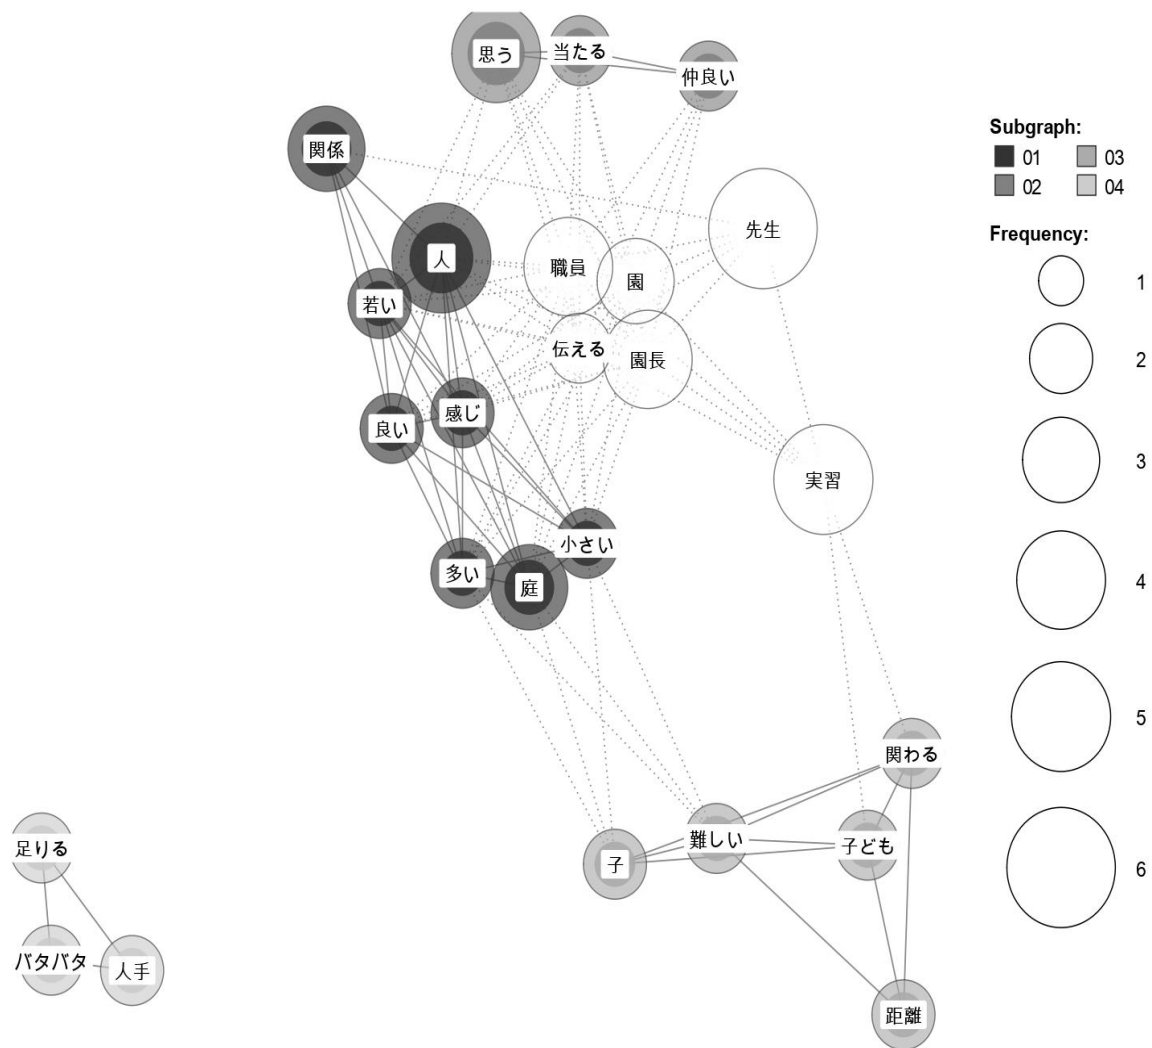 思う
当たる
仲良い
関係
人
若い
職員
園
先生
伝える
園長
良い
感じ
実習
小さい
多い
庭
関わる
難しい
子ども
子
距離
足りる
バタバタ
人手
Subgraph:
01 03
02 04
Frequency:
1
2
3
4
5
6